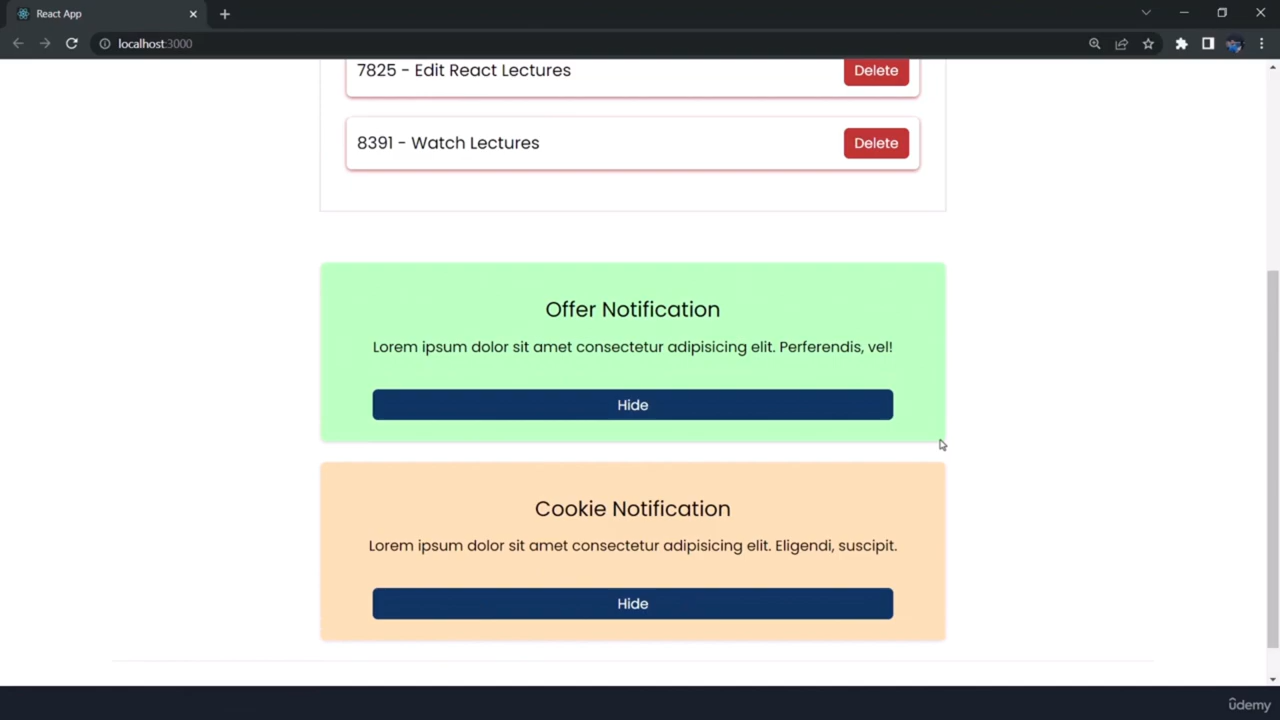 React App
localhost:3000
7825 - Edit React Lectures
Delete
8391 - Watch Lectures
Delete
Offer Notification
Lorem ipsum dolor sit amet consectetur adipisicing elit. Perferendis, vel!
Hide
Cookie Notification
Lorem ipsum dolor sit amet consectetur adipisicing elit. Eligendi, suscipit.
Hide
ûdemy